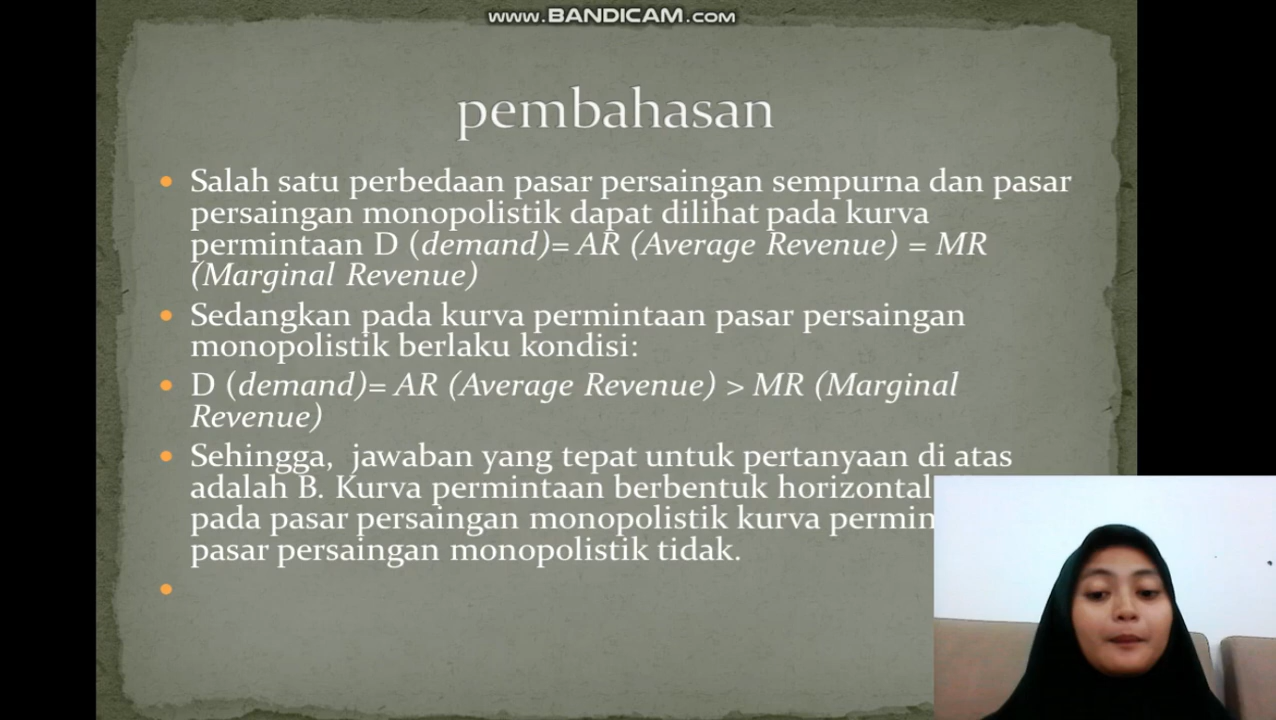 www.BANDICAM.com
pembahasan
• Salah satu perbedaan pasar persaingan sempurna dan pasar
persaingan monopolistik dapat dilihat pada kurva
permintaan D (demand)= AR (Average Revenue) = MR
(Marginal Revenue)
• Sedangkan pada kurva permintaan pasar persaingan
monopolistik berlaku kondisi:
• D (demand)= AR (Average Revenue) > MR (Marginal
Revenue)
• Sehingga, jawaban yang tepat untuk pertanyaan di atas
adalah B. Kurva permintaan berbentuk horizontal
pada pasar persaingan monopolistik kurva permin
pasar persaingan monopolistik tidak.
•